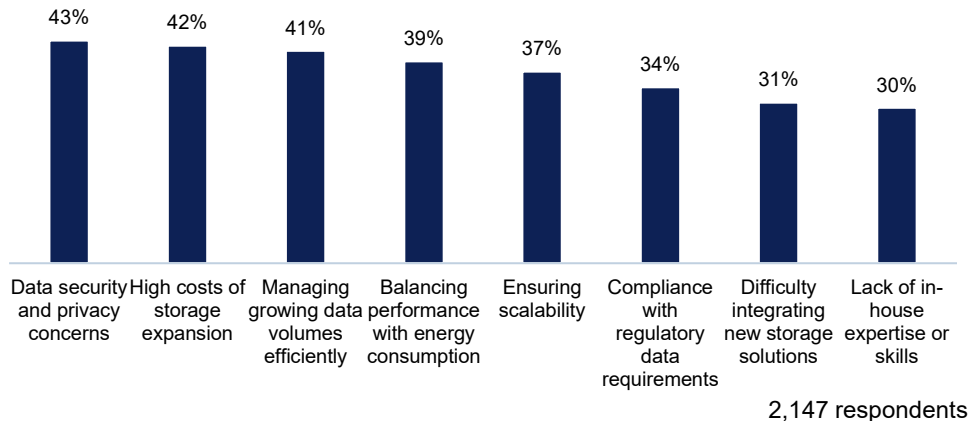 43%
42%
41%
39%
37%
34%
31%
30%
Data security
and privacy
concerns
High costs of
storage
expansion
Managing
growing data
volumes
efficiently
Balancing
performance
with energy
consumption
Ensuring
scalability
Compliance
with
regulatory
data
requirements
Difficulty
integrating
new storage
solutions
Lack of in-
house
expertise or
skills
2,147 respondents